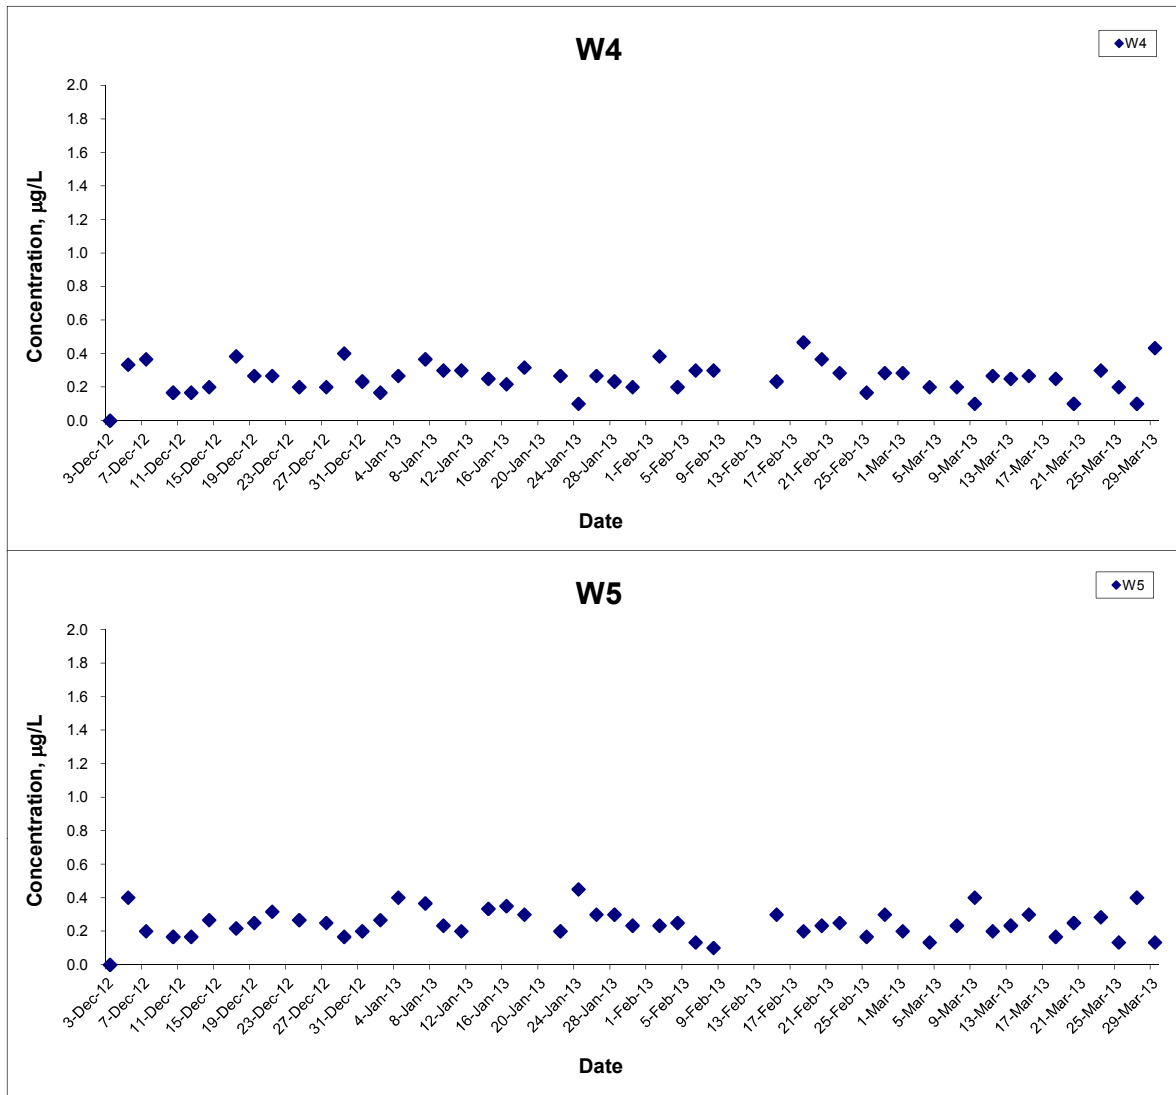 W4
W4
2.0
1.8
1.6
1.4
1.2
1.0
0.8
0.6
0.4
0.2
0.0
Concentration, µg/L
3-Dec-12
7-Dec-12
11-Dec-12
15-Dec-12
19-Dec-12
23-Dec-12
27-Dec-12
31-Dec-12
4-Jan-13
8-Jan-13
12-Jan-13
16-Jan-13
20-Jan-13
24-Jan-13
28-Jan-13
1-Feb-13
5-Feb-13
9-Feb-13
13-Feb-13
17-Feb-13
21-Feb-13
25-Feb-13
1-Mar-13
5-Mar-13
9-Mar-13
13-Mar-13
17-Mar-13
21-Mar-13
25-Mar-13
29-Mar-13
Date
W5
W5
2.0
1.8
1.6
1.4
1.2
1.0
0.8
0.6
0.4
0.2
0.0
Concentration, µg/L
3-Dec-12
7-Dec-12
11-Dec-12
15-Dec-12
19-Dec-12
23-Dec-12
27-Dec-12
31-Dec-12
4-Jan-13
8-Jan-13
12-Jan-13
16-Jan-13
20-Jan-13
24-Jan-13
28-Jan-13
1-Feb-13
5-Feb-13
9-Feb-13
13-Feb-13
17-Feb-13
21-Feb-13
25-Feb-13
1-Mar-13
5-Mar-13
9-Mar-13
13-Mar-13
17-Mar-13
21-Mar-13
25-Mar-13
29-Mar-13
Date